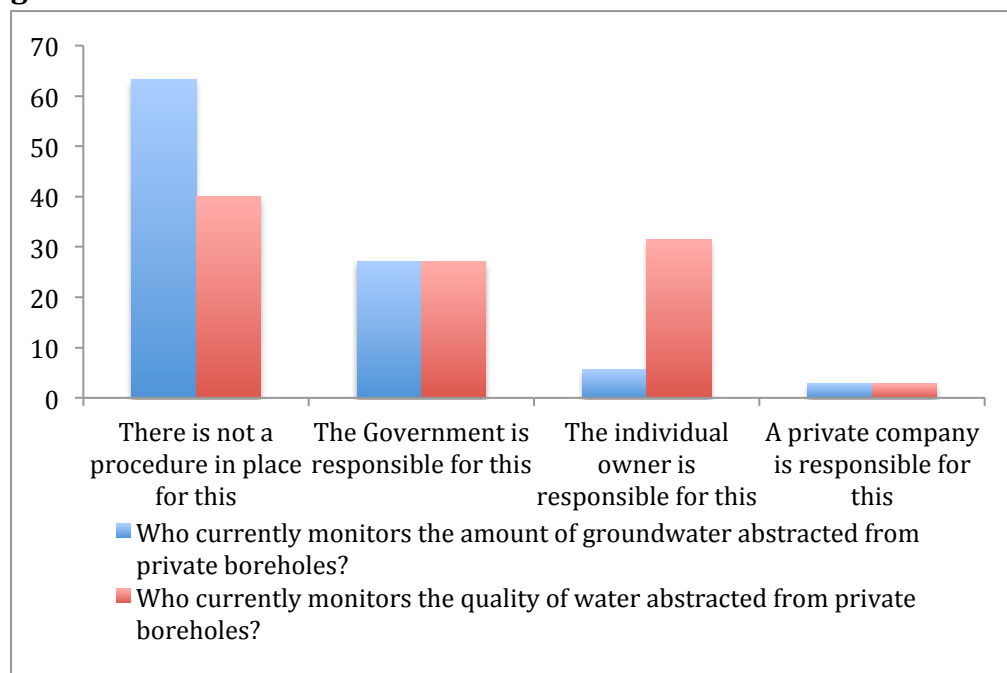 g
70
60
50
40
30
20
10
0
There is not a
procedure in place
for this
The Government is
responsible for this
The individual
owner is
responsible for this
A private company
is responsible for
this
Who currently monitors the amount of groundwater abstracted from
private boreholes?
Who currently monitors the quality of water abstracted from private
boreholes?